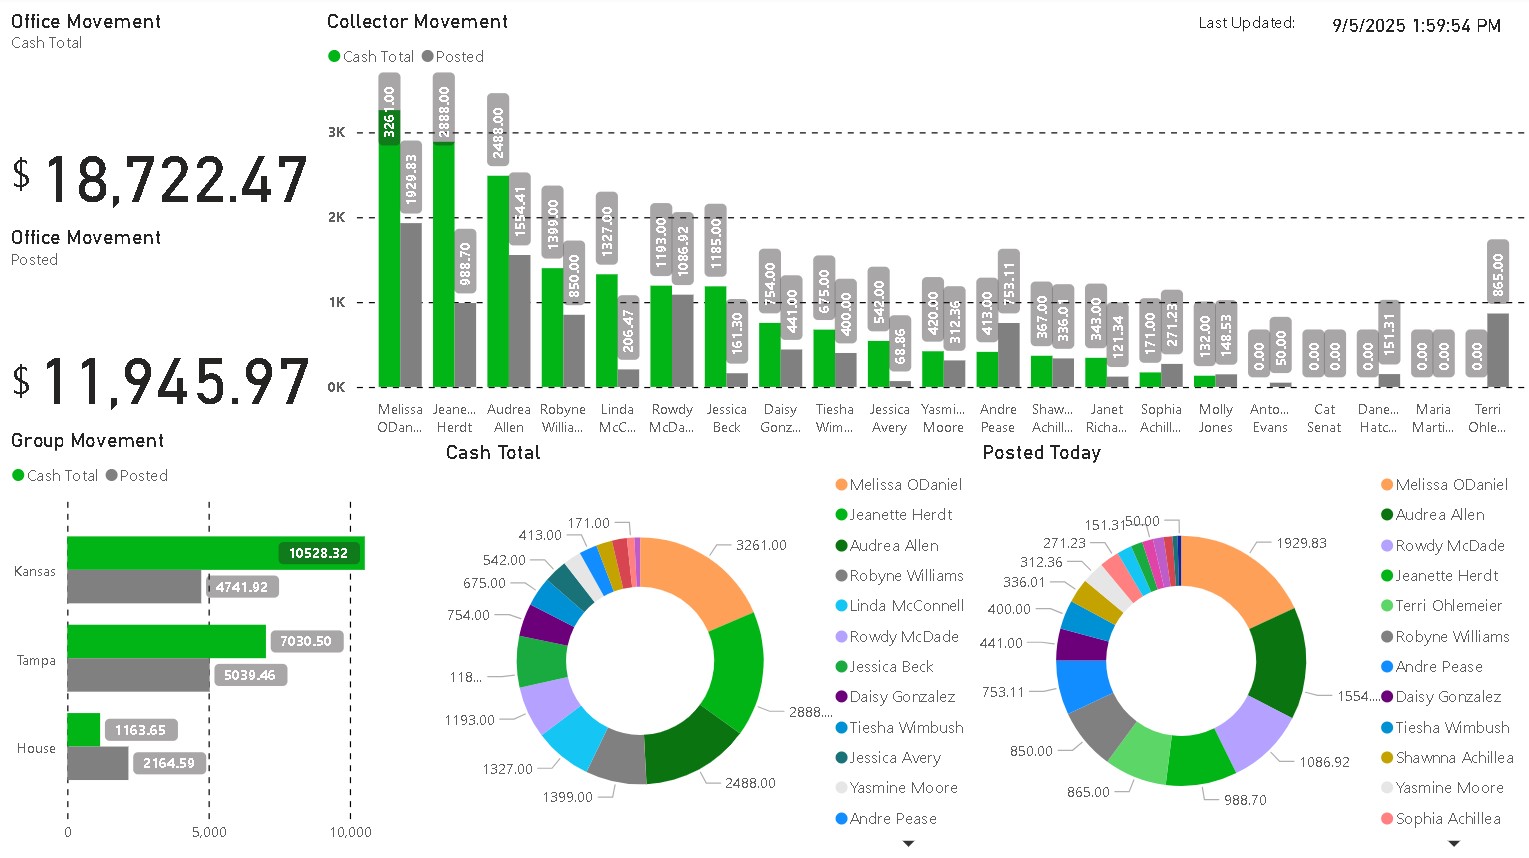 Office Movement
Cash Total
$ 18,722.47
Office Movement
Posted
$ 11,945.97
Collector Movement
Cash Total Posted
Last Updated: 9/5/2025 1:59:54 PM
3K
2K
1K
0K
3261.00
1929.83
2888.00
988.70
2488.00
1554.41
1399.00
850.00
1327.00
206.47
1193.00
1086.92
1185.00
161.30
754.00
441.00
675.00
400.00
542.00
68.86
420.00
312.36
413.00
753.11
367.00
336.01
343.00
121.34
171.00
271.23
132.00
148.53
0.00
50.00
0.00
0.00
0.00
151.31
0.00
0.00
0.00
865.00
Melissa ODan...
Jeane... Herdt
Audrea Allen
Robyne Willia...
Linda McC...
Rowdy McDa...
Jessica Beck
Daisy Gonz...
Tiesha Wim...
Jessica Avery
Yasmi... Moore
Andre Pease
Shaw... Achill...
Janet Richa...
Sophia Achill...
Molly Jones
Anto... Evans
Cat Senat
Dane... Hatc...
Maria Marti...
Terri Ohle...
Group Movement
Cash Total Posted
Kansas
10528.32
4741.92
Tampa
7030.50
5039.46
House
1163.65
2164.59
0
5,000
10,000
Cash Total
3261.00
2888....
2488.00
1399.00
1327.00
1193.00
118...
754.00
675.00
542.00
413.00
171.00
Melissa ODaniel
Jeanette Herdt
Audrea Allen
Robyne Williams
Linda McConnell
Rowdy McDade
Jessica Beck
Daisy Gonzalez
Tiesha Wimbush
Jessica Avery
Yasmine Moore
Andre Pease
Posted Today
1929.83
1554....
1086.92
988.70
865.00
850.00
753.11
441.00
400.00
336.01
312.36
271.23
151.31
50.00
Melissa ODaniel
Audrea Allen
Rowdy McDade
Jeanette Herdt
Terri Ohlemeier
Robyne Williams
Andre Pease
Daisy Gonzalez
Tiesha Wimbush
Shawnna Achillea
Yasmine Moore
Sophia Achillea